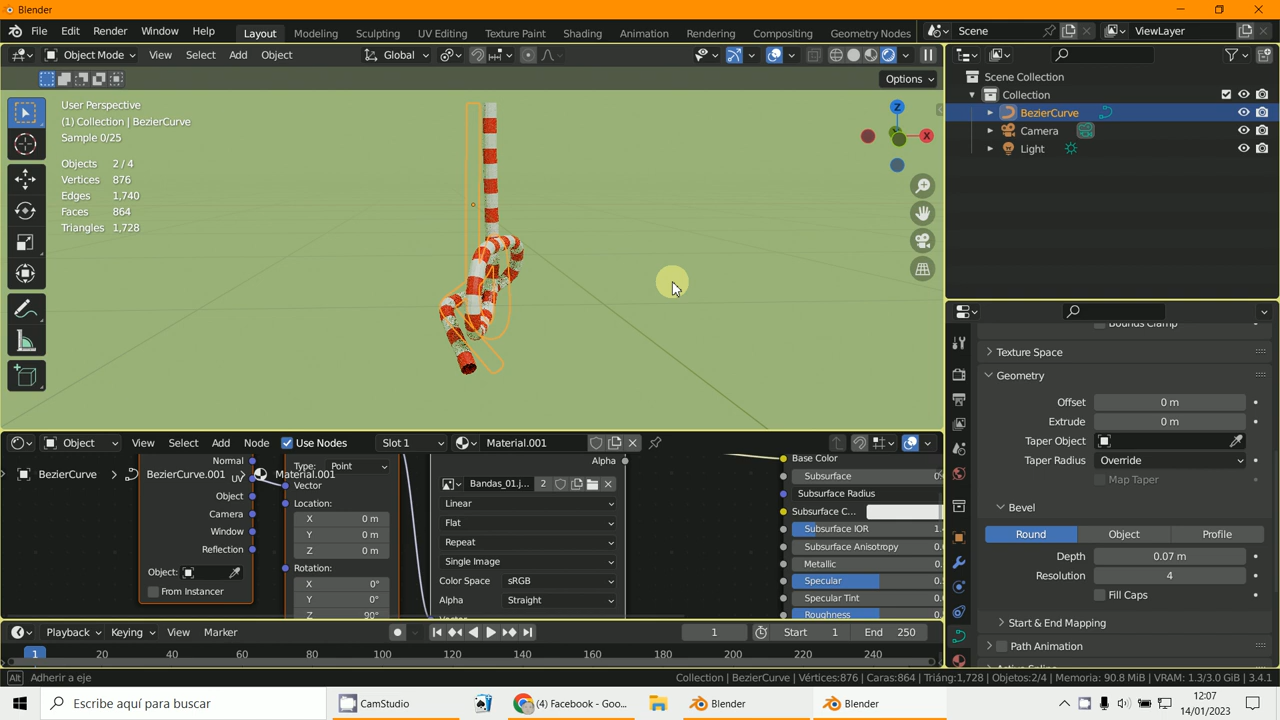 Blender
File Edit Render Window Help Layout Modeling Sculpting UV Editing Texture Paint Shading Animation Rendering Compositing Geometry Nodes Scene ViewLayer
Object Mode View Select Add Object Global
Options
User Perspective
(1) Collection | BezierCurve
Sample 0/25
Objects 2 / 4
Vertices 876
Edges 1,740
Faces 864
Triangles 1,728
Z
X
Scene Collection
Collection
BezierCurve
Camera
Light
Texture Space
Geometry
Offset 0 m
Extrude 0 m
Taper Object
Taper Radius Override
Map Taper
Bevel
Round Object Profile
Depth 0.07 m
Resolution 4
Fill Caps
Start & End Mapping
Path Animation
Object View Select Add Node Use Nodes Slot 1 Material.001
BezierCurve BezierCurve.001 Material.001
Normal
UV
Object
Camera
Window
Reflection
Object:
From Instancer
Type: Point
Vector
Location:
X 0 m
Y 0 m
Z 0 m
Rotation:
X 0°
Y 0°
Z 90°
Alpha
Bandas_01.j... 2
Linear
Flat
Repeat
Single Image
Color Space sRGB
Alpha Straight
Base Color
Subsurface
Subsurface Radius
Subsurface C...
Subsurface IOR
Subsurface Anisotropy
Metallic
Specular
Specular Tint
Roughness
Playback Keying View Marker 1 Start 1 End 250
1 20 40 60 80 100 120 140 160 180 200 220 240
Alt Adherir a eje Collection | BezierCurve | Vértices:876 | Caras:864 | Triáng:1,728 | Objetos:2/4 | Memoria: 90.8 MiB | VRAM: 1.3/3.0 GiB | 3.4.1
Escribe aquí para buscar CamStudio (4) Facebook - Goo... Blender Blender
12:07
14/01/2023